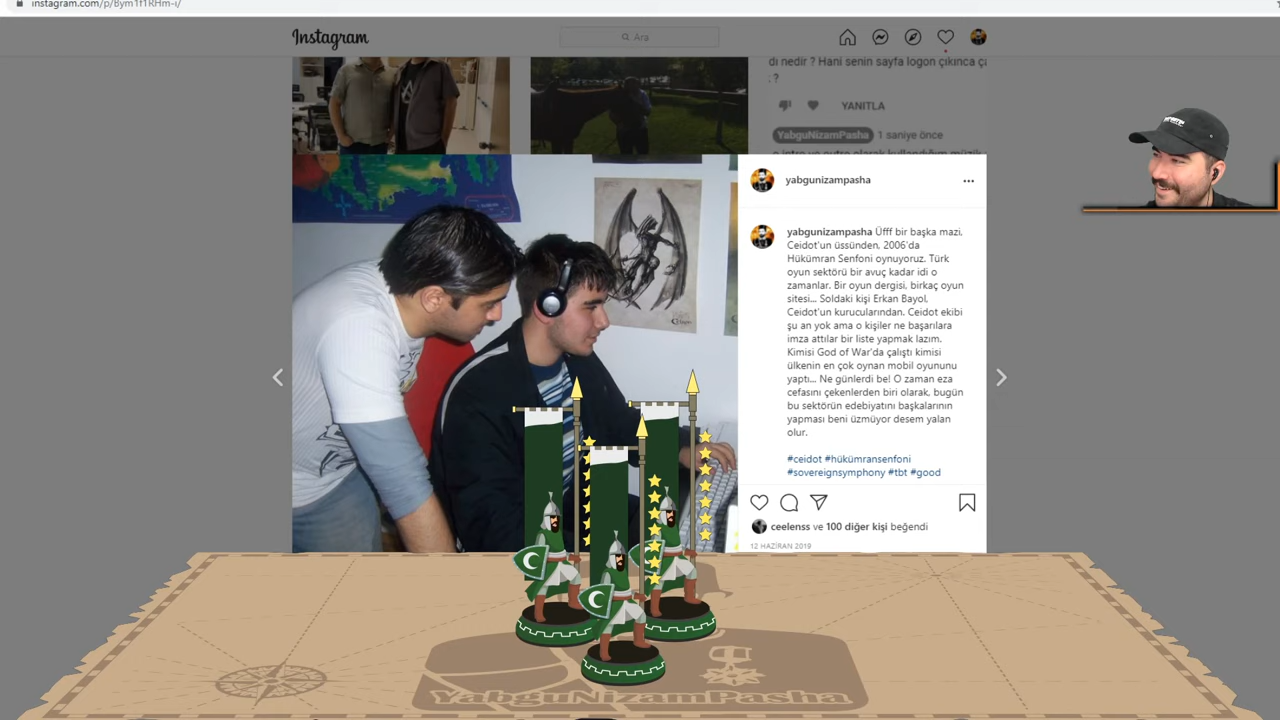 instagram.com/p/Bym1f1RHm-i/
Instagram
Ara
di nedir ? Hani senin sayfa logon çıkınca
: ?
YANITLA
YabguNizamPasha 1 saniye önce
yabgunizampasha
yabgunizampasha Üfff bir başka mazi,
Ceidot'un üssünden, 2006'da
Hükümran Senfoni oynuyoruz. Türk
oyun sektörü bir avuç kadar idi o
zamanlar. Bir oyun dergisi, birkaç oyun
sitesi... Soldaki kişi Erkan Bayol,
Ceidot'un kurucularından. Ceidot ekibi
şu an yok ama o kişiler ne başarılara
imza attılar bir liste yapmak lazım.
Kimisi God of War'da çalıştı kimisi
ülkenin en çok oynan mobil oyununu
yaptı... Ne günlerdi be! O zaman eza
cefasını çekenlerden biri olarak, bugün
bu sektörün edebiyatını başkalarının
yapması beni üzmüyor desem yalan
olur.
#ceidot #hükümransenfoni
#sovereignsymphony #tbt #good
ceelenss ve 100 diğer kişi beğendi
12 HAZİRAN 2019
YabguNizamPasha